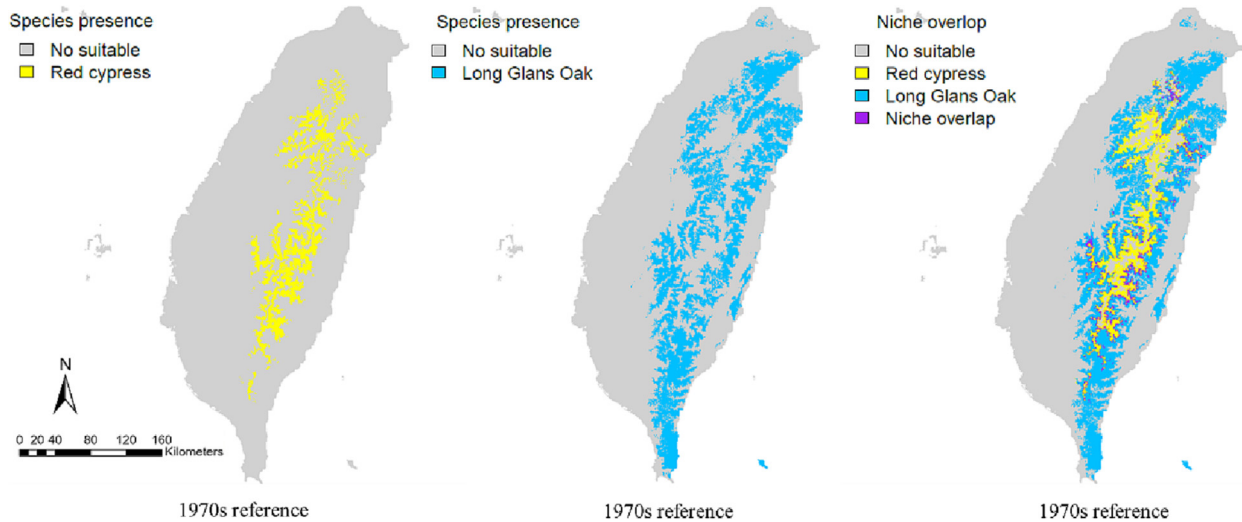 Species presence
No suitable
Red cypress
N
0 20 40 80 120 160
Kilometers
1970s reference
Species presence
No suitable
Long Glans Oak
1970s reference
Niche overlap
No suitable
Red cypress
Long Glans Oak
Niche overlap
1970s reference